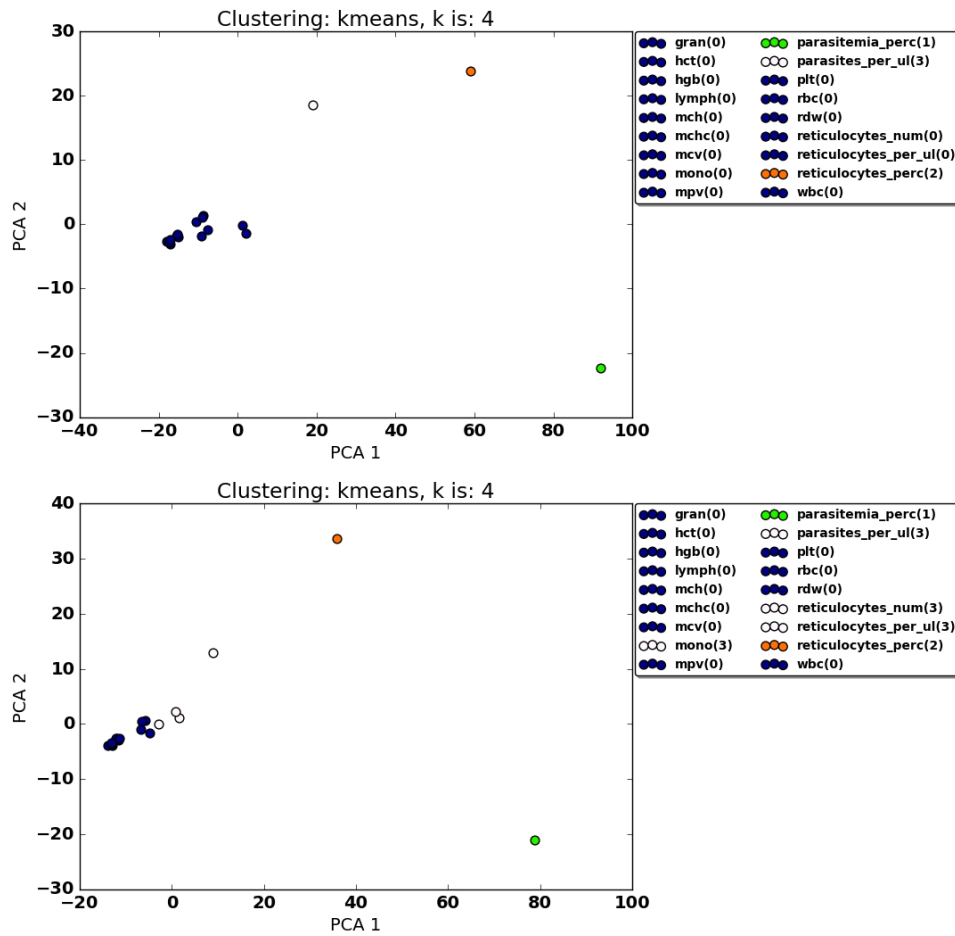 Clustering: kmeans, k is: 4
30
20
10
0
−10
−20
−30
PCA 2
−40 −20 0 20 40 60 80 100
PCA 1
gran(0) parasitemia_perc(1)
hct(0) parasites_per_ul(3)
hgb(0) plt(0)
lymph(0) rbc(0)
mch(0) rdw(0)
mchc(0) reticulocytes_num(0)
mcv(0) reticulocytes_per_ul(0)
mono(0) reticulocytes_perc(2)
mpv(0) wbc(0)
Clustering: kmeans, k is: 4
40
30
20
10
0
−10
−20
−30
PCA 2
−20 0 20 40 60 80 100
PCA 1
gran(0) parasitemia_perc(1)
hct(0) parasites_per_ul(3)
hgb(0) plt(0)
lymph(0) rbc(0)
mch(0) rdw(0)
mchc(0) reticulocytes_num(3)
mcv(0) reticulocytes_per_ul(3)
mono(3) reticulocytes_perc(2)
mpv(0) wbc(0)